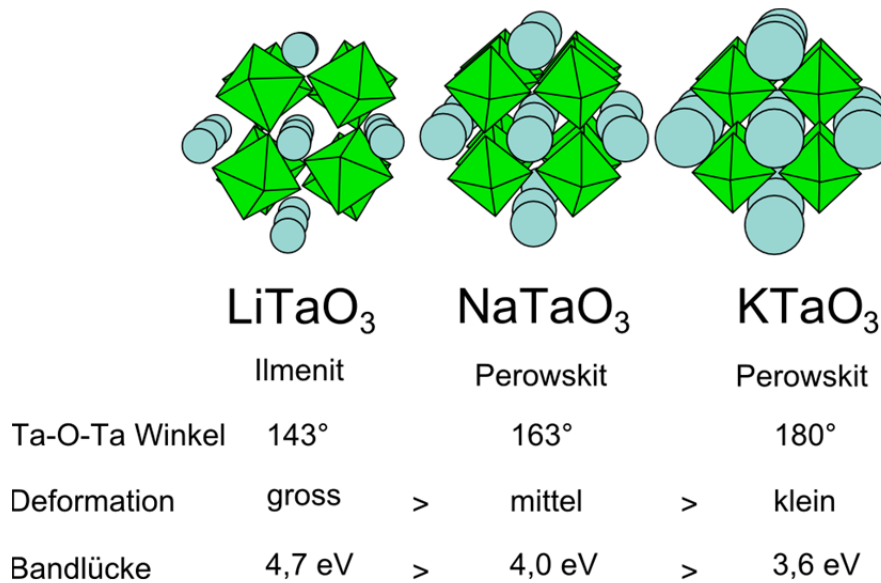 LiTaO₃ NaTaO₃ KTaO₃
Ilmenit Perowskit Perowskit
Ta-O-Ta Winkel 143° 163° 180°
Deformation gross > mittel > klein
Bandlücke 4,7 eV > 4,0 eV > 3,6 eV